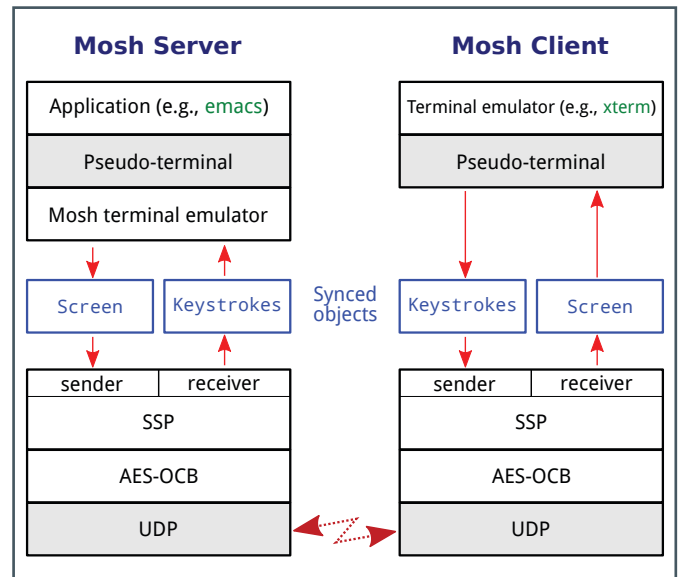 Mosh Server
Application (e.g., emacs)
Pseudo-terminal
Mosh terminal emulator
Screen
Keystrokes
sender
receiver
SSP
AES-OCB
UDP
Synced
objects
Mosh Client
Terminal emulator (e.g., xterm)
Pseudo-terminal
Keystrokes
Screen
sender
receiver
SSP
AES-OCB
UDP